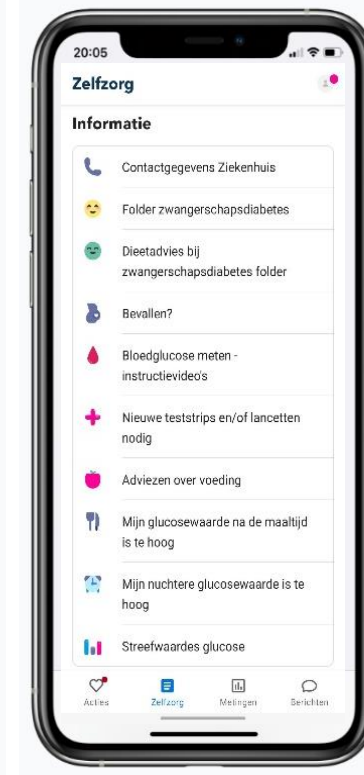 20:05
Zelfzorg
Informatie
Contactgegevens Ziekenhuis
Folder zwangerschapsdiabetes
Dieetadvies bij
zwangerschapsdiabetes folder
Bevallen?
Bloedglucose meten -
instructievideo's
Nieuwe teststrips en/of lancetten
nodig
Adviezen over voeding
Mijn glucosewaarde na de maaltijd
is te hoog
Mijn nuchtere glucosewaarde is te
hoog
Streefwaardes glucose
Acties Zelfzorg Metingen Berichten